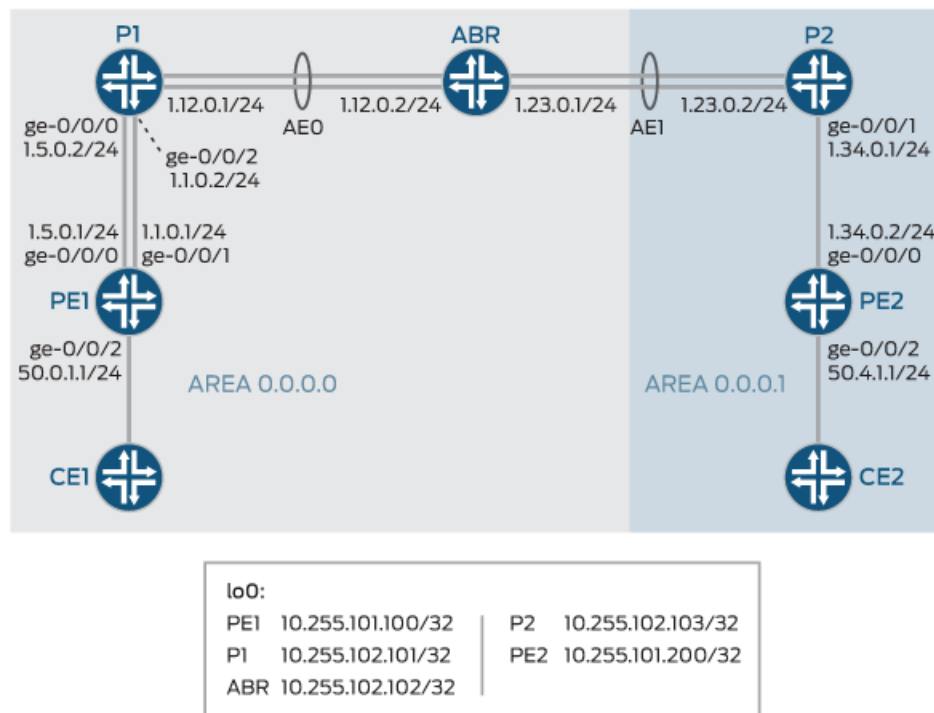 P1
ABR
P2
1.12.0.1/24
1.12.0.2/24
1.23.0.1/24
1.23.0.2/24
AE0
AE1
ge-0/0/0
1.5.0.2/24
ge-0/0/2
1.1.0.2/24
ge-0/0/1
1.34.0.1/24
1.5.0.1/24
ge-0/0/0
1.1.0.1/24
ge-0/0/1
1.34.0.2/24
ge-0/0/0
PE1
PE2
ge-0/0/2
50.0.1.1/24
AREA 0.0.0.0
AREA 0.0.0.1
ge-0/0/2
50.4.1.1/24
CE1
CE2
lo0:
PE1 10.255.101.100/32
P2 10.255.102.103/32
P1 10.255.102.101/32
PE2 10.255.101.200/32
ABR 10.255.102.102/32